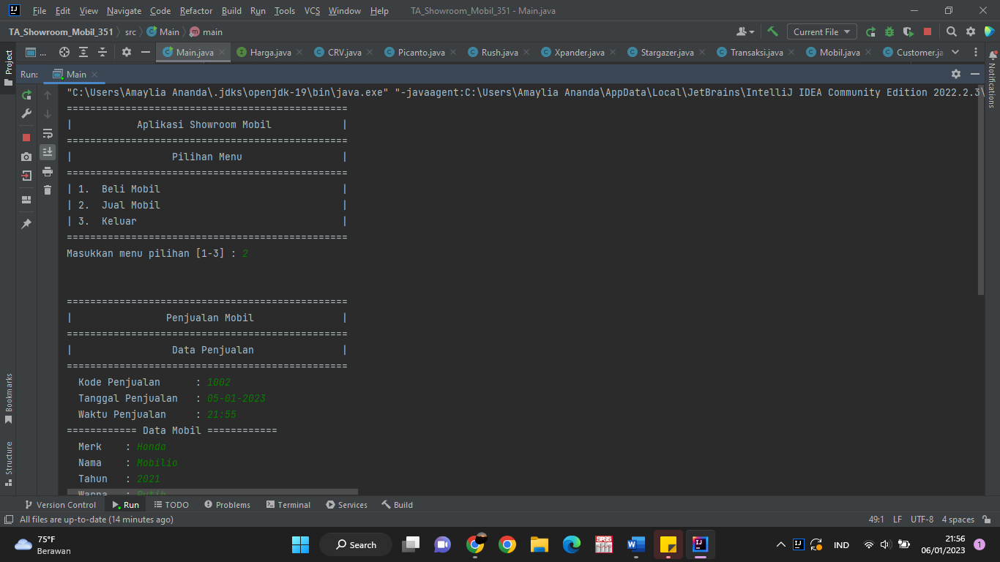 File Edit View Navigate Code Refactor Build Run Tools VCS Window Help TA_Showroom_Mobil_351 - Main.java
TA_Showroom_Mobil_351 src Main main Current File
Project ... Main.java Harga.java CRV.java Picanto.java Rush.java Xpander.java Stargazer.java Transaksi.java Mobil.java Customer.ja
Notifications
Run: Main
"C:\Users\Amaylia Ananda\.jdks\openjdk-19\bin\java.exe" "-javaagent:C:\Users\Amaylia Ananda\AppData\Local\JetBrains\IntelliJ IDEA Community Edition 2022.2.3\
================================================
| Aplikasi Showroom Mobil |
================================================
| Pilihan Menu |
================================================
| 1. Beli Mobil |
| 2. Jual Mobil |
| 3. Keluar |
================================================
Masukkan menu pilihan [1-3] : 2
================================================
| Penjualan Mobil |
================================================
| Data Penjualan |
================================================
Kode Penjualan : 1002
Tanggal Penjualan : 05-01-2023
Waktu Penjualan : 21:55
============ Data Mobil ============
Merk : Honda
Nama : Mobilio
Tahun : 2021
Warna : Putih
Bookmarks
Structure
Version Control Run TODO Problems Terminal Services Build
All files are up-to-date (14 minutes ago) 49:1 LF UTF-8 4 spaces
75°F
Berawan
Search
SPSS
IND
21:56
06/01/2023
1